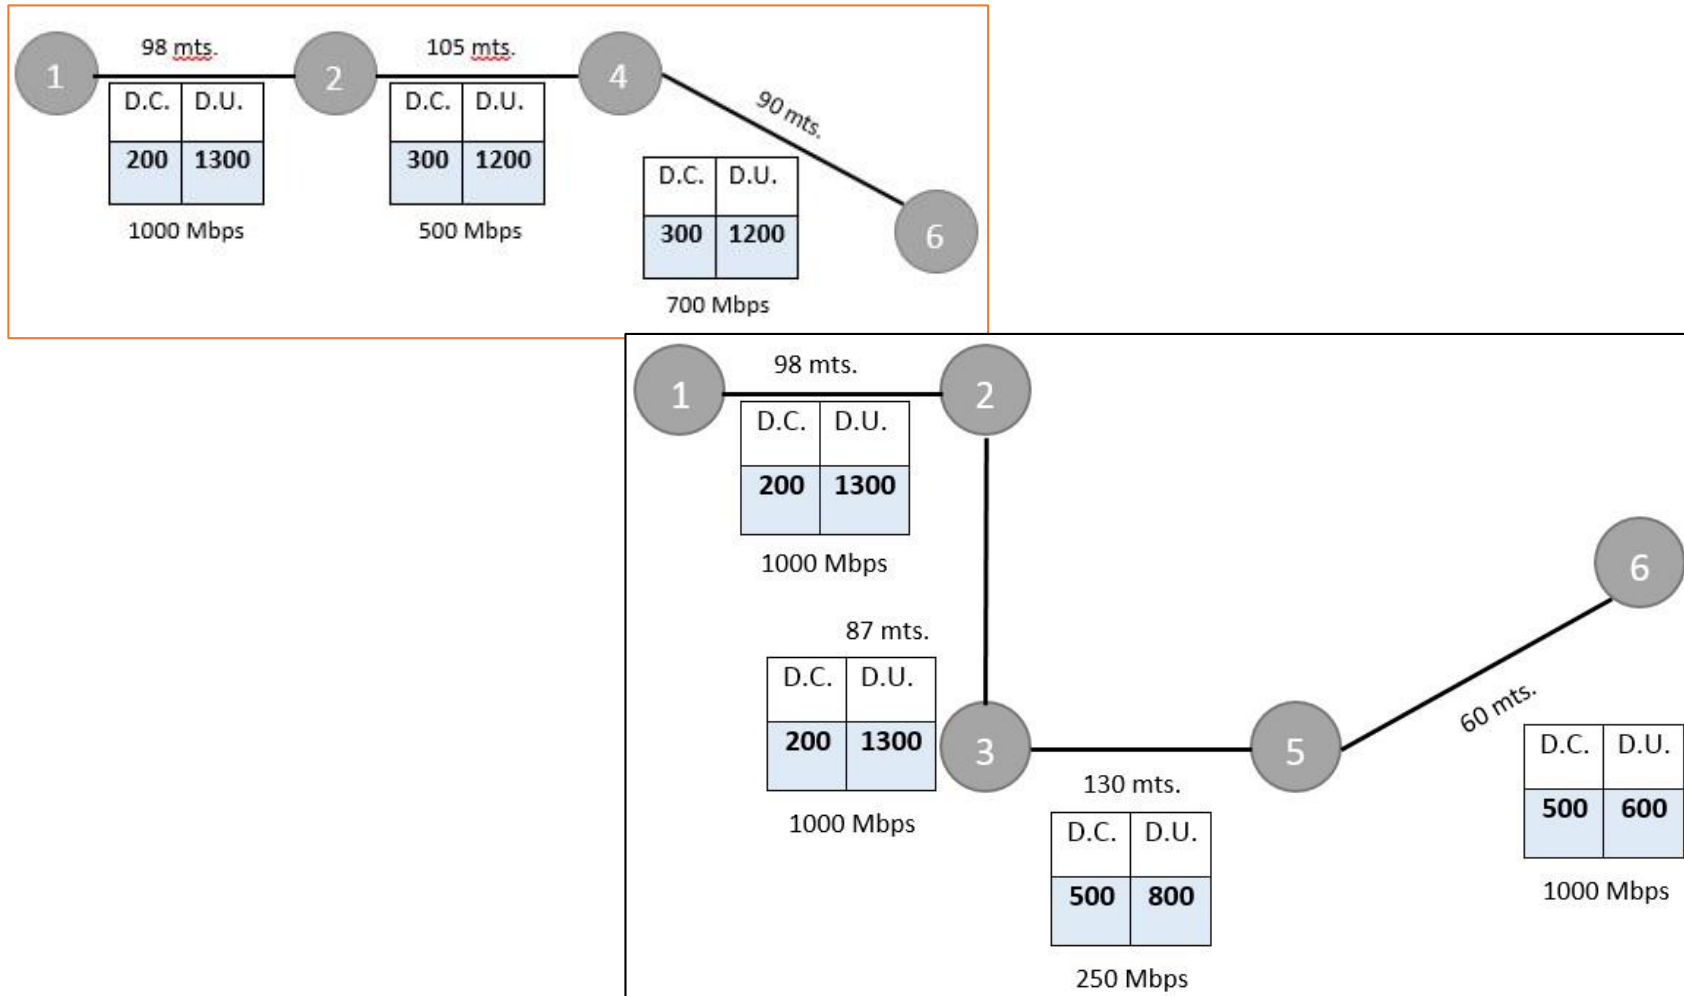 98 mts.
105 mts.
1
2
4
90 mts.
D.C. D.U.
200 1300
1000 Mbps
D.C. D.U.
300 1200
500 Mbps
D.C. D.U.
300 1200
700 Mbps
6
98 mts.
1
2
D.C. D.U.
200 1300
1000 Mbps
6
87 mts.
D.C. D.U.
200 1300
1000 Mbps
3
5
60 mts.
130 mts.
D.C. D.U.
500 800
250 Mbps
D.C. D.U.
500 600
1000 Mbps